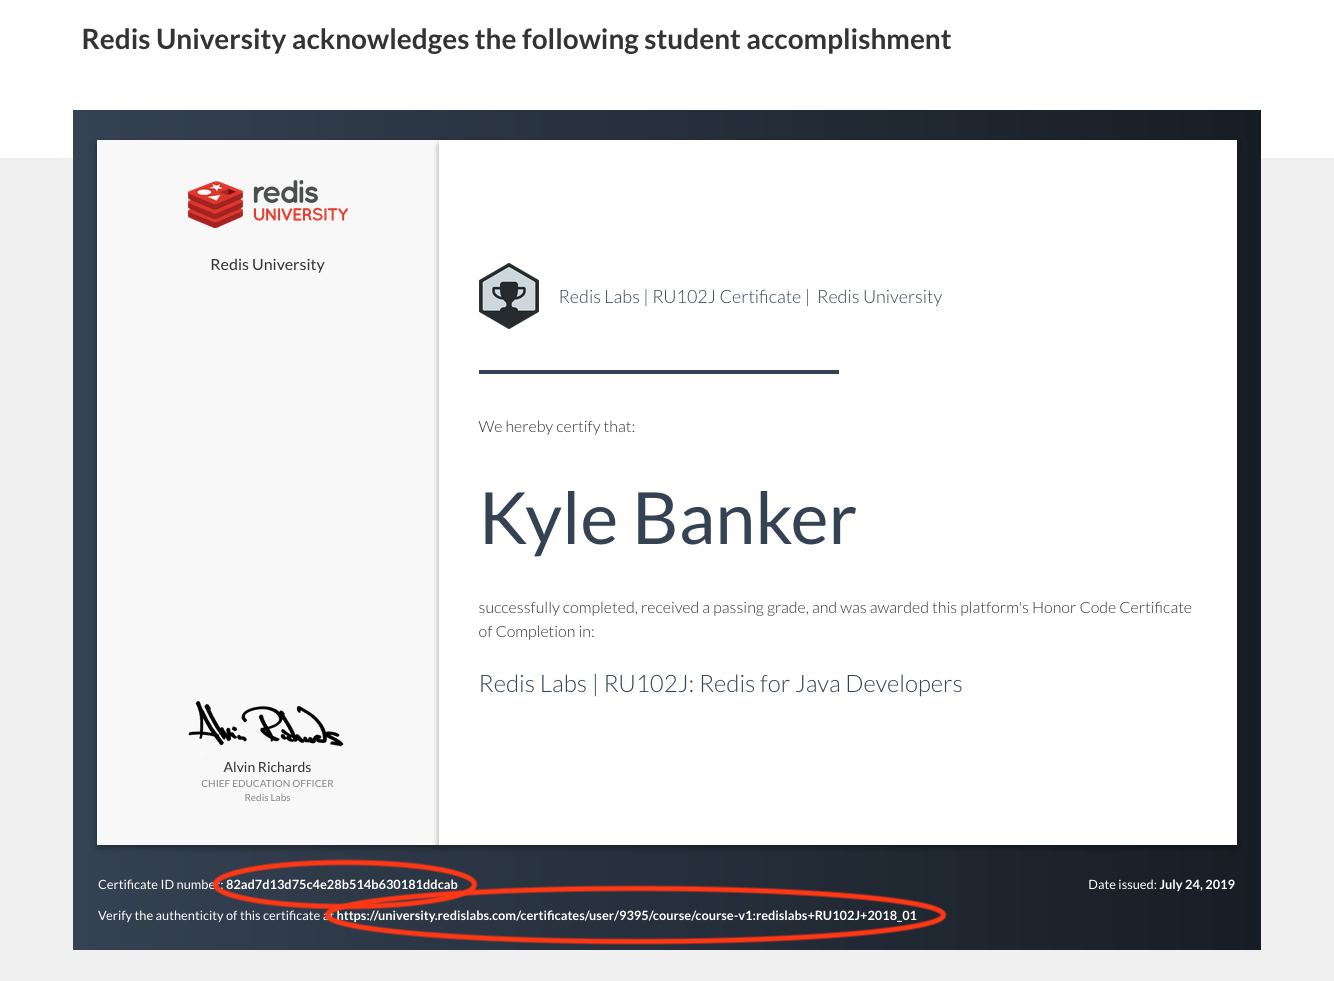 Redis University acknowledges the following student accomplishment
redis
UNIVERSITY
Redis University
Redis Labs | RU102J Certificate | Redis University
We hereby certify that:
Kyle Banker
successfully completed, received a passing grade, and was awarded this platform's Honor Code Certificate
of Completion in:
Redis Labs | RU102J: Redis for Java Developers
Alvin Richards
Alvin Richards
CHIEF EDUCATION OFFICER
Redis Labs
Certificate ID number: 82ad7d13d75c4e28b514b630181ddcab
Date issued: July 24, 2019
Verify the authenticity of this certificate at https://university.redislabs.com/certificates/user/9395/course/course-v1:redislabs+RU102J+2018_01